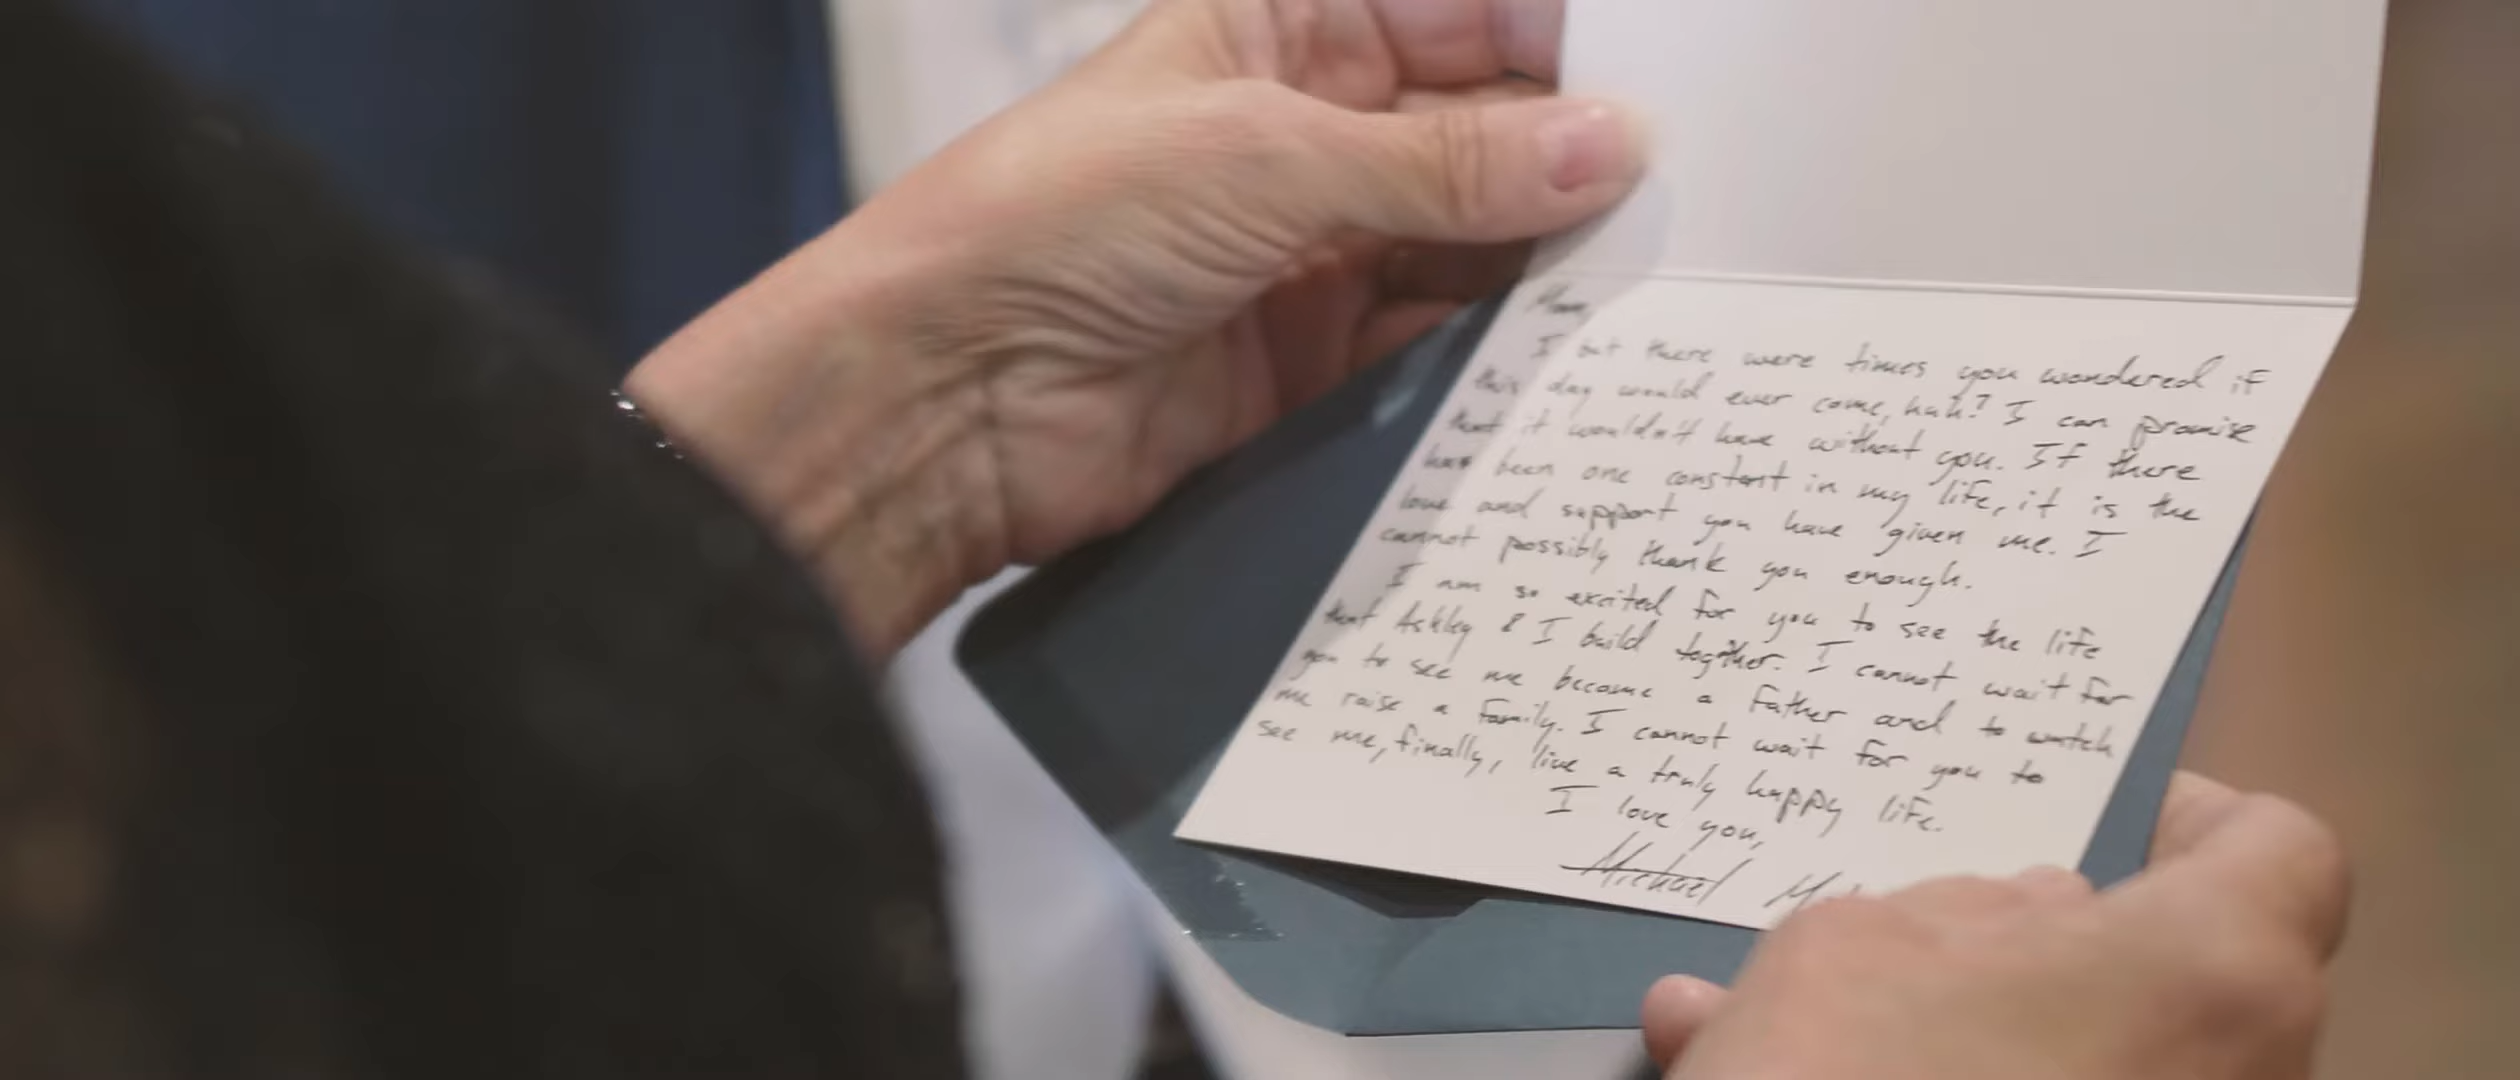 Mom,
I bet there were times you wondered if
this day would ever come, huh? I can promise
that it wouldn't have without you. If there
has been one constant in my life, it is the
love and support you have given me. I
cannot possibly thank you enough.
I am so excited for you to see the life
that Ashley & I build together. I cannot wait for
you to see me become a father and to watch
me raise a family. I cannot wait for you to
see me, finally, live a truly happy life.
I love you,
Michael